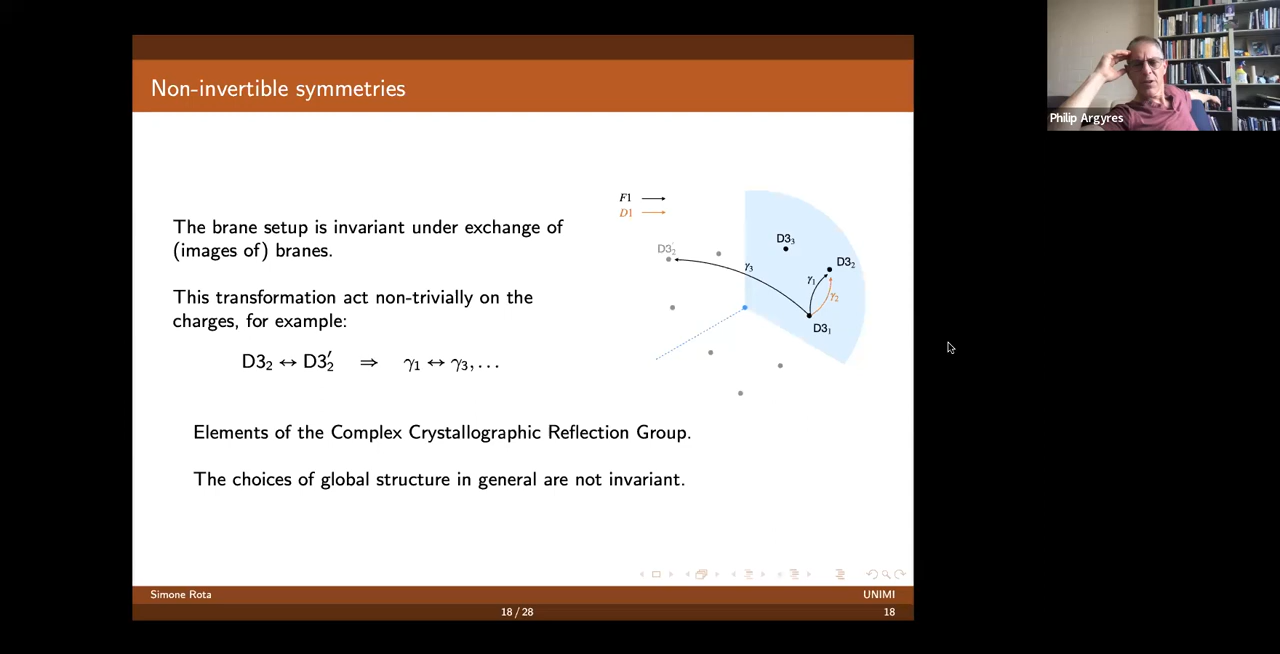 Non-invertible symmetries
Philip Argyres
The brane setup is invariant under exchange of
(images of) branes.
This transformation act non-trivially on the
charges, for example:
D3₂ ↔ D3′₂ ⇒ γ₁ ↔ γ₃, . . .
F1
D1
D3₂
D3₃
D3₂
γ₃
γ₁
γ₂
D3₁
Elements of the Complex Crystallographic Reflection Group.
The choices of global structure in general are not invariant.
Simone Rota
UNIMI
18 / 28
18